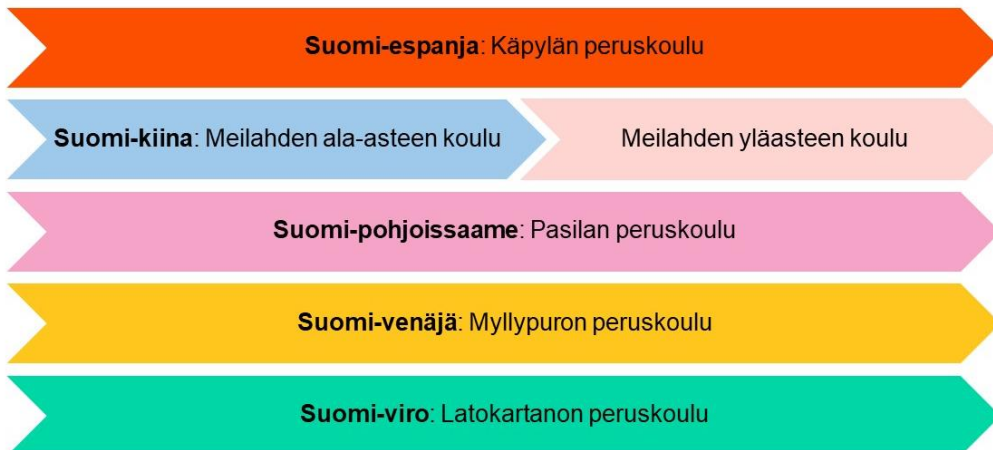 Suomi-espanja: Käpylän peruskoulu
Suomi-kiina: Meilahden ala-asteen koulu
Meilahden yläasteen koulu
Suomi-pohjoissaame: Pasilan peruskoulu
Suomi-venäjä: Myllypuron peruskoulu
Suomi-viro: Latokartanon peruskoulu